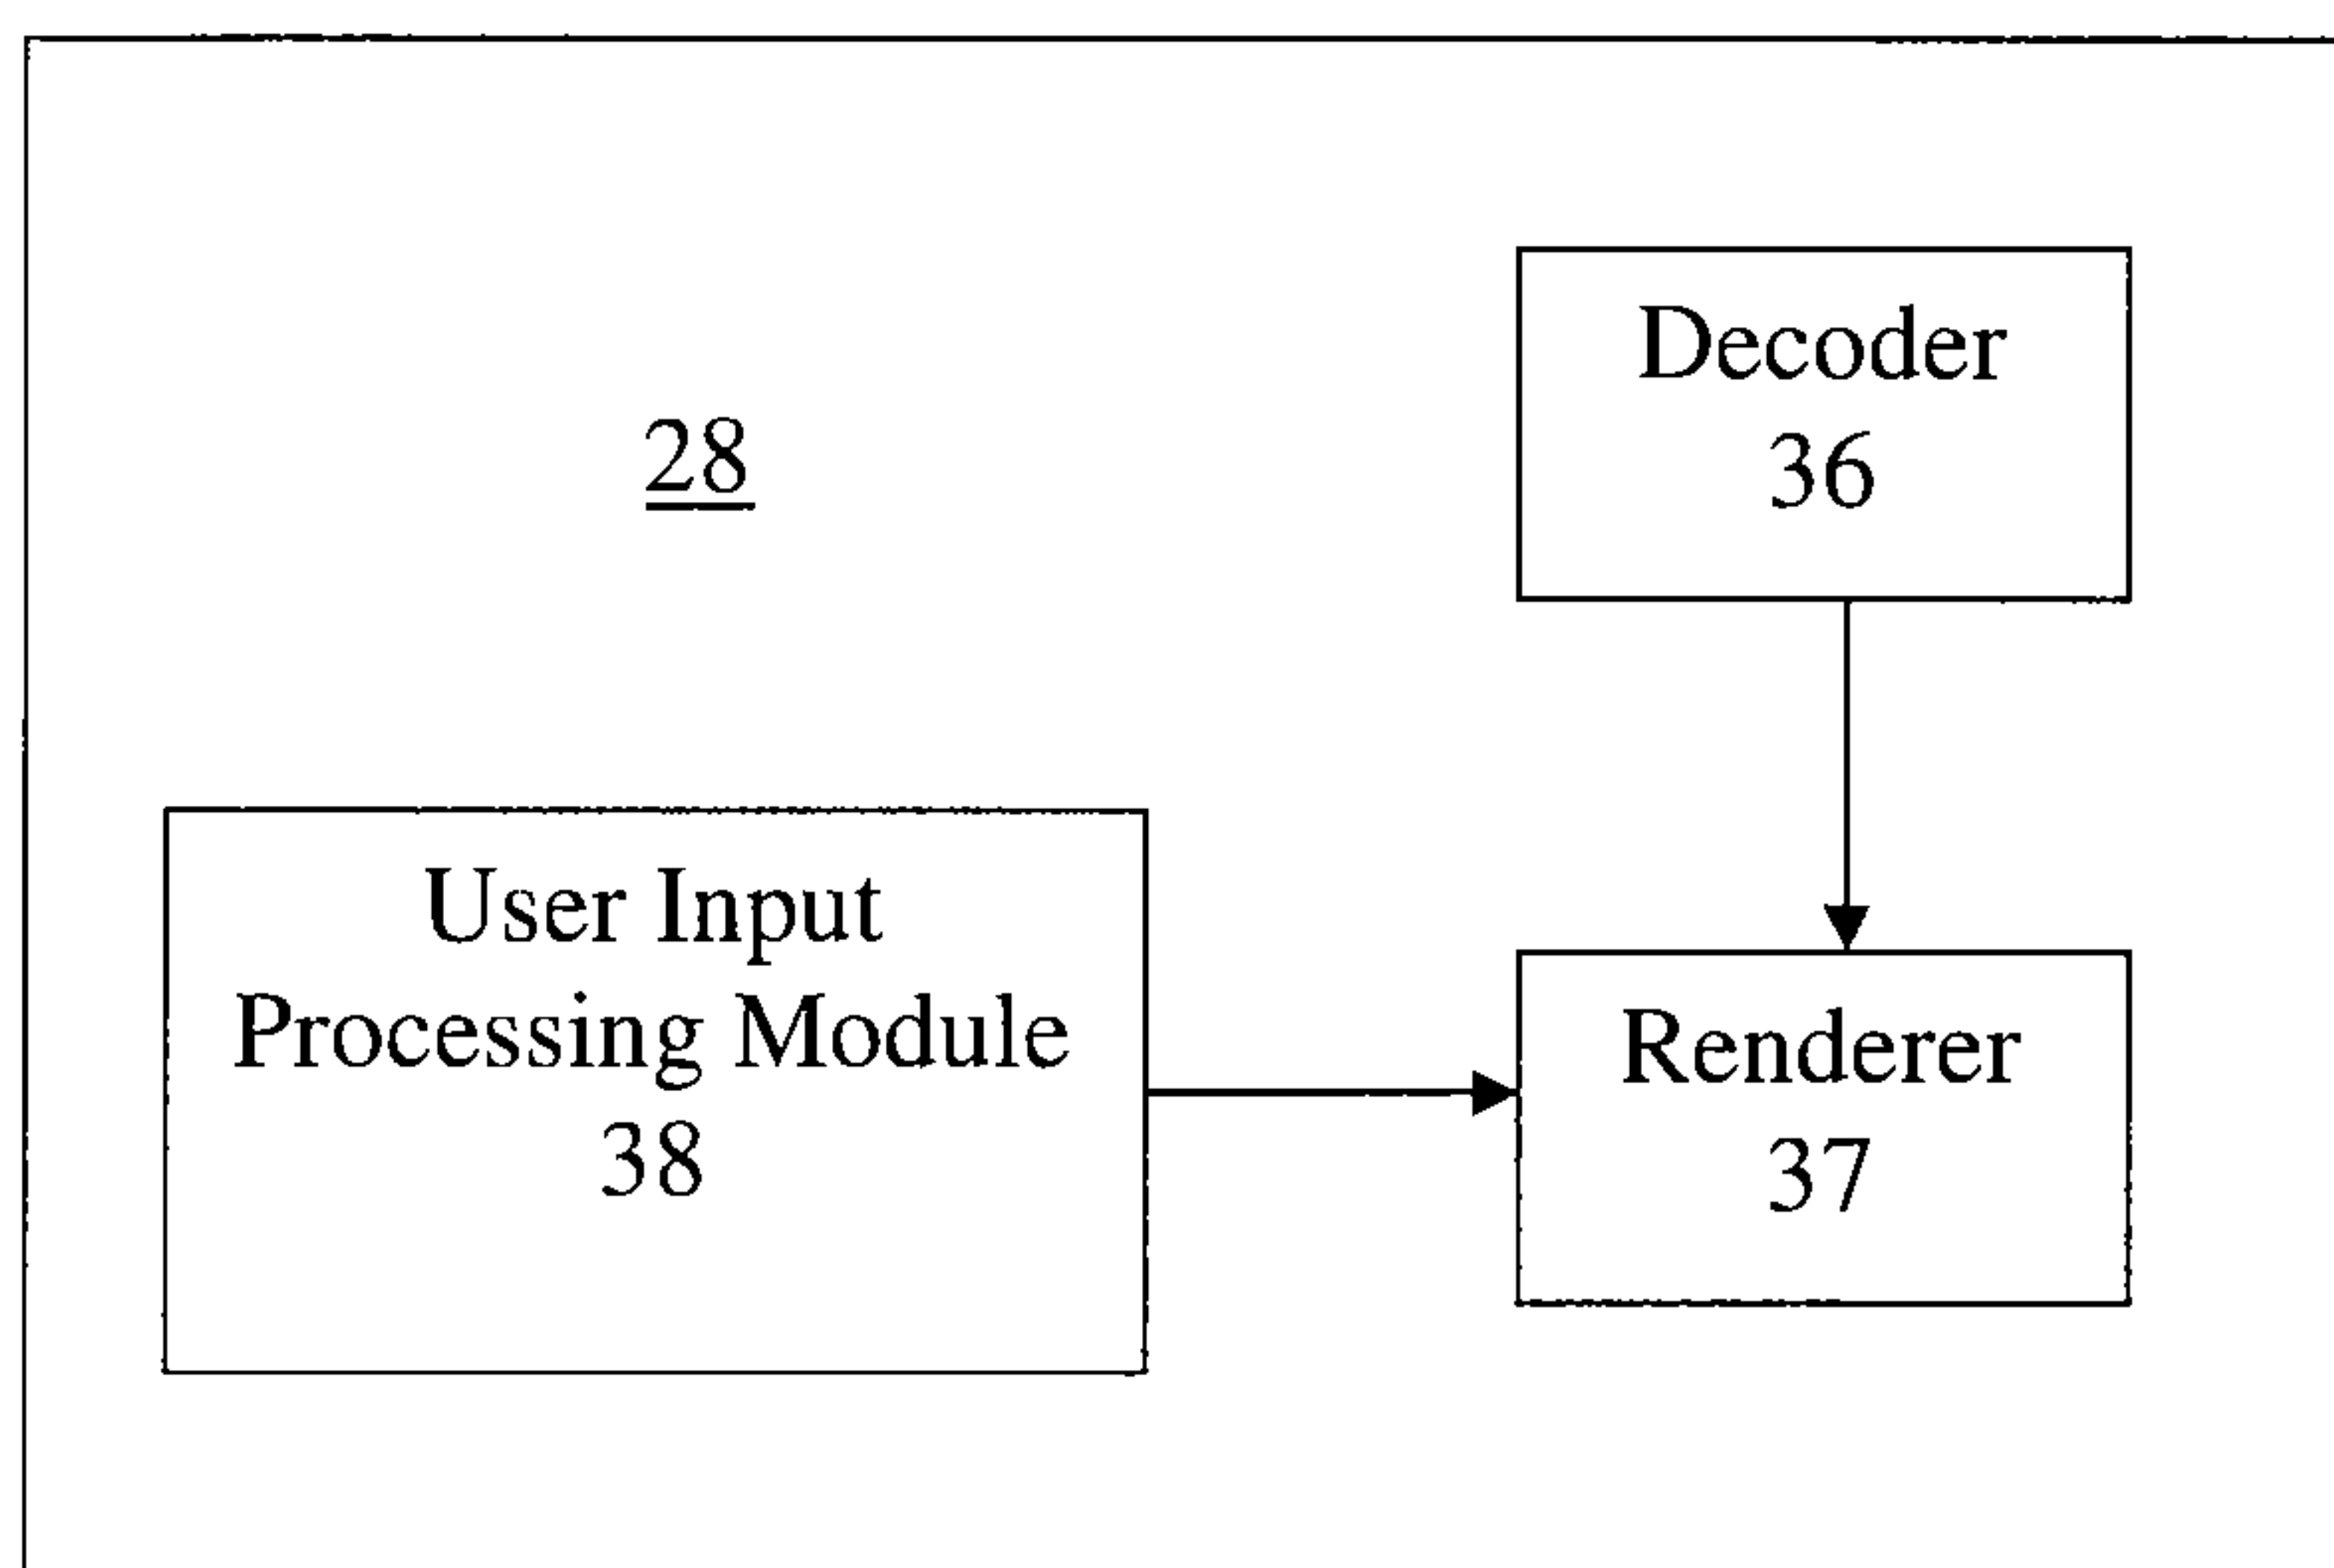 28
Decoder
36
User Input
Processing Module
38
Renderer
37